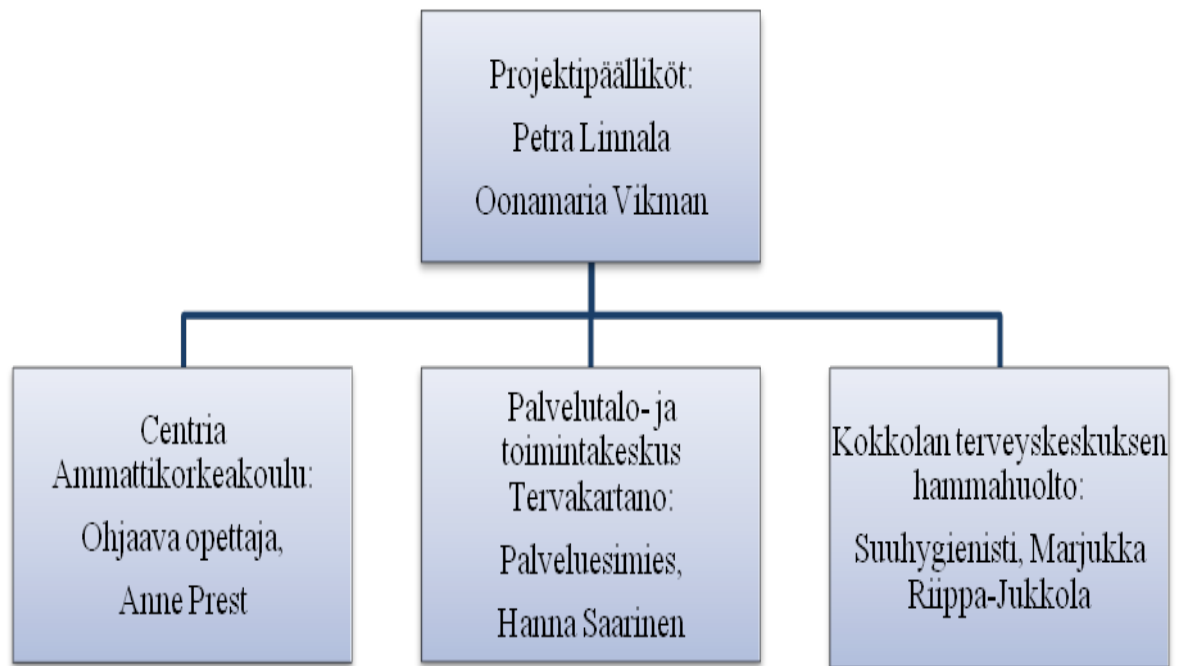 Projektipäälliköt:
Petra Linnala
Oonamaria Vikman
Centria
Ammattikorkeakoulu:
Ohjaava opettaja,
Anne Prest
Palvelutalo- ja
toimintakeskus
Tervakartano:
Palveluesimies,
Hanna Saarinen
Kokkolan terveyskeskuksen
hammahuolto:
Suuhygienisti, Marjukka
Riippa-Jukkola